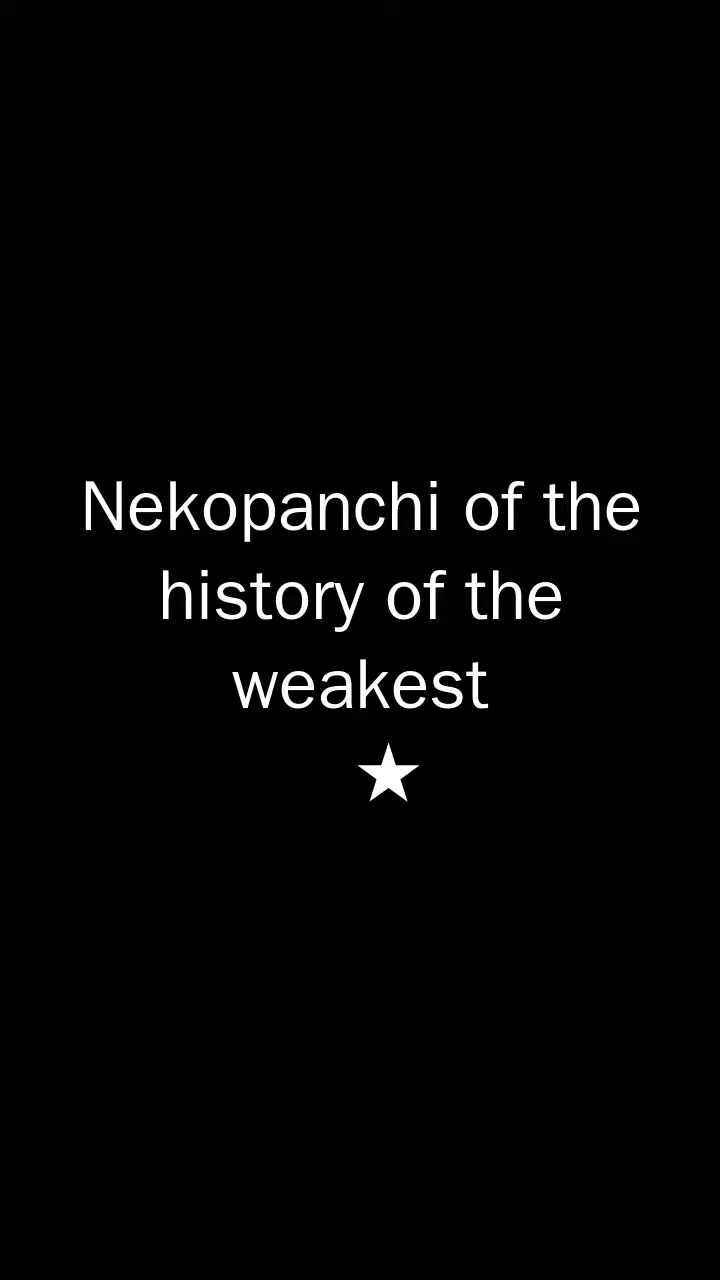 Nekopanchi of the
history of the
weakest
★